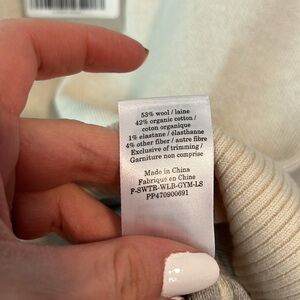 53% wool / laine
42% organic cotton /
coton organique
1% elastane / élasthanne
4% other fiber / autre fibre
Exclusive of trimming /
Garniture non comprise
Made in China
Fabriqué en Chine
F-SWTR-WLB-GYM-LS
PP470900691